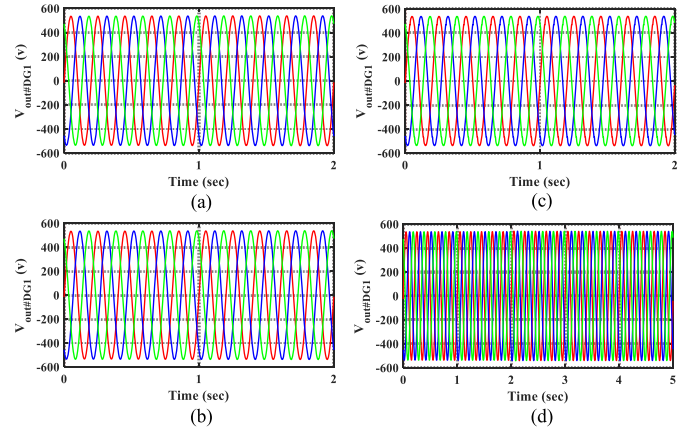 600
400
200
0
-200
-400
-600
V out#DG1 (v)
0 1 2
Time (sec)
(a)
600
400
200
0
-200
-400
-600
V out#DG1 (v)
0 1 2
Time (sec)
(c)
600
400
200
0
-200
-400
-600
V out#DG1 (v)
0 1 2
Time (sec)
(b)
600
400
200
0
-200
-400
-600
V out#DG1 (v)
0 1 2 3 4 5
Time (sec)
(d)